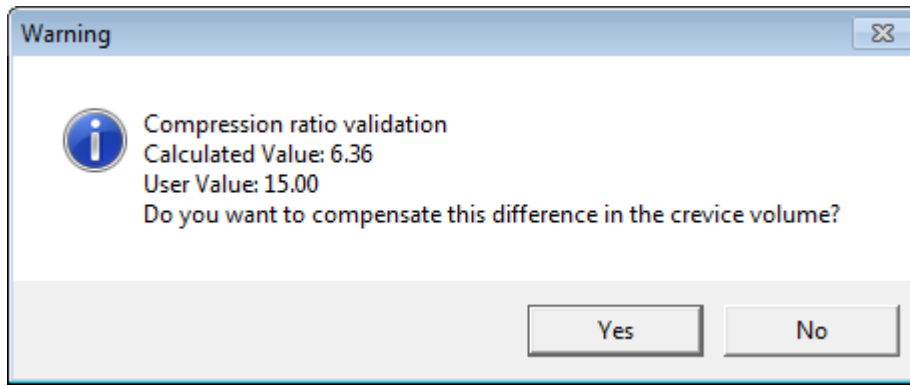 Warning
Compression ratio validation
Calculated Value: 6.36
User Value: 15.00
Do you want to compensate this difference in the crevice volume?
Yes
No